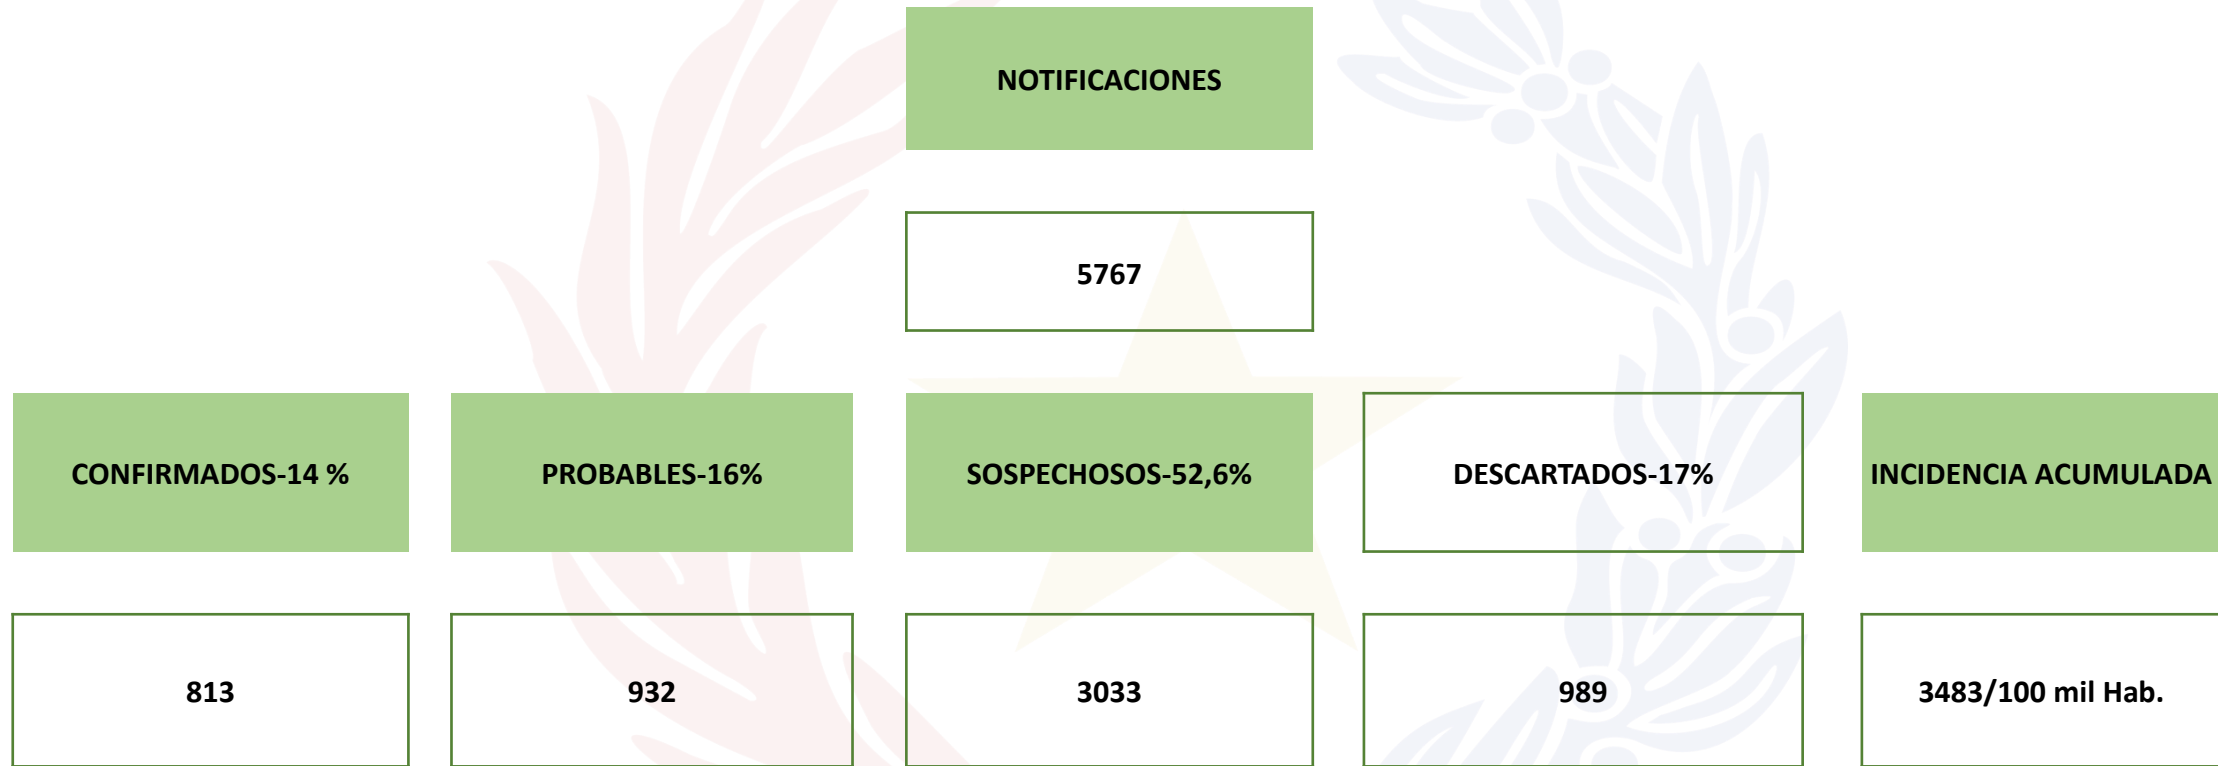 NOTIFICACIONES
5767
CONFIRMADOS-14 %
PROBABLES-16%
SOSPECHOSOS-52,6%
DESCARTADOS-17%
INCIDENCIA ACUMULADA
813
932
3033
989
3483/100 mil Hab.